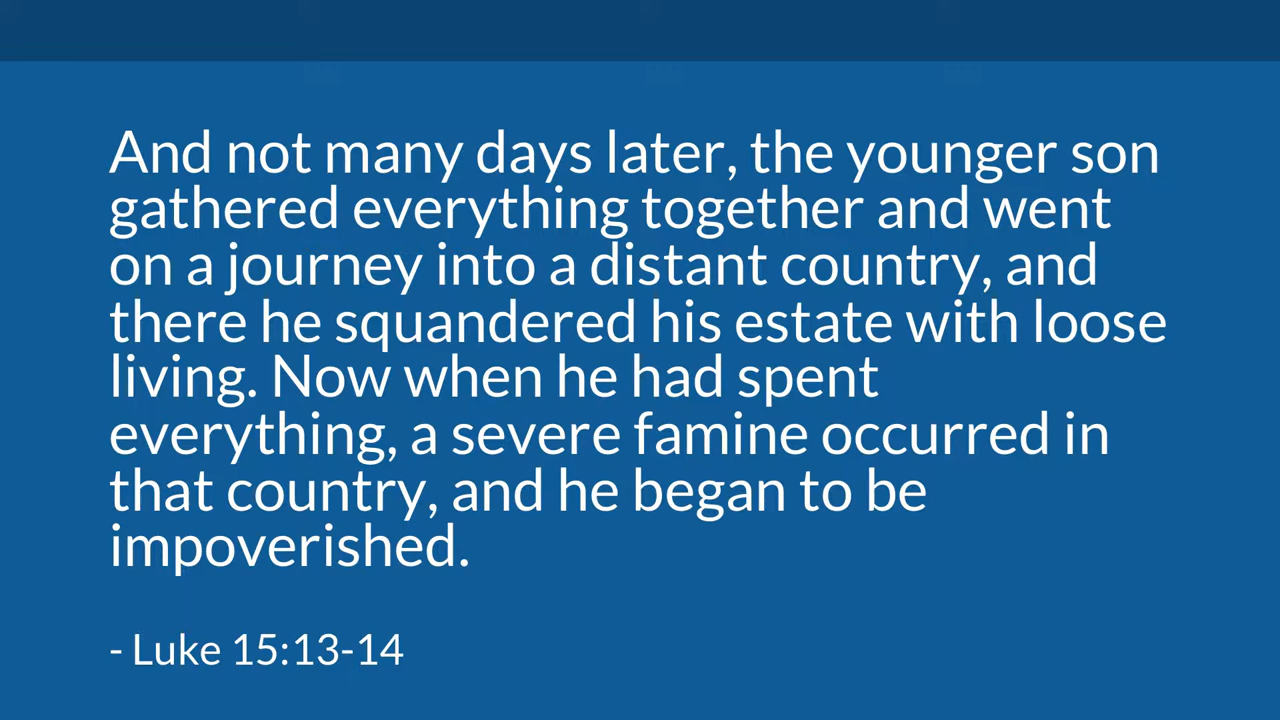 And not many days later, the younger son
gathered everything together and went
on a journey into a distant country, and
there he squandered his estate with loose
living. Now when he had spent
everything, a severe famine occurred in
that country, and he began to be
impoverished.
- Luke 15:13-14